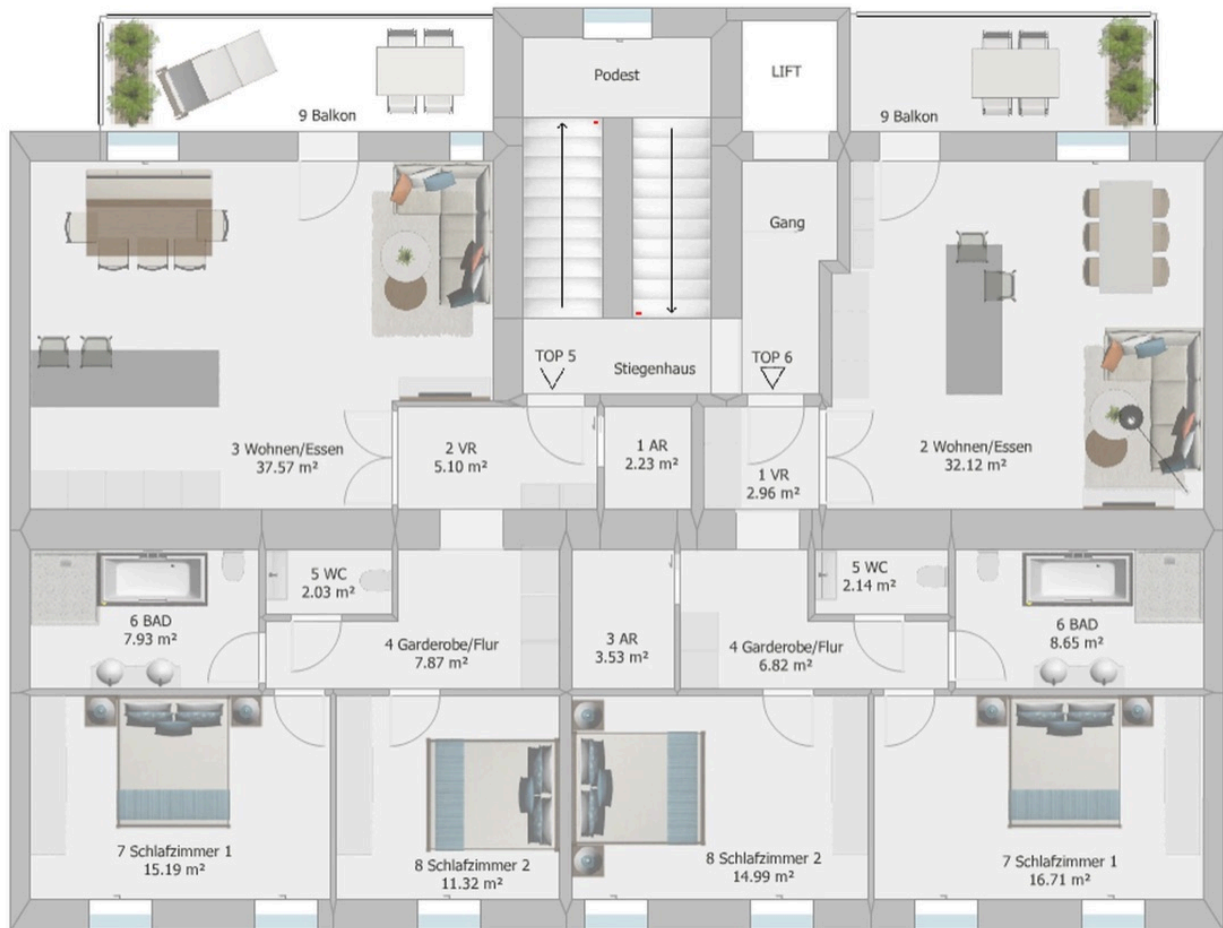 Podest
LIFT
9 Balkon
9 Balkon
Gang
TOP 5
Stiegenhaus
TOP 6
3 Wohnen/Essen
37.57 m²
2 VR
5.10 m²
1 AR
2.23 m²
1 VR
2.96 m²
2 Wohnen/Essen
32.12 m²
5 WC
2.03 m²
5 WC
2.14 m²
6 BAD
7.93 m²
4 Garderobe/Flur
7.87 m²
3 AR
3.53 m²
4 Garderobe/Flur
6.82 m²
6 BAD
8.65 m²
7 Schlafzimmer 1
15.19 m²
8 Schlafzimmer 2
11.32 m²
8 Schlafzimmer 2
14.99 m²
7 Schlafzimmer 1
16.71 m²